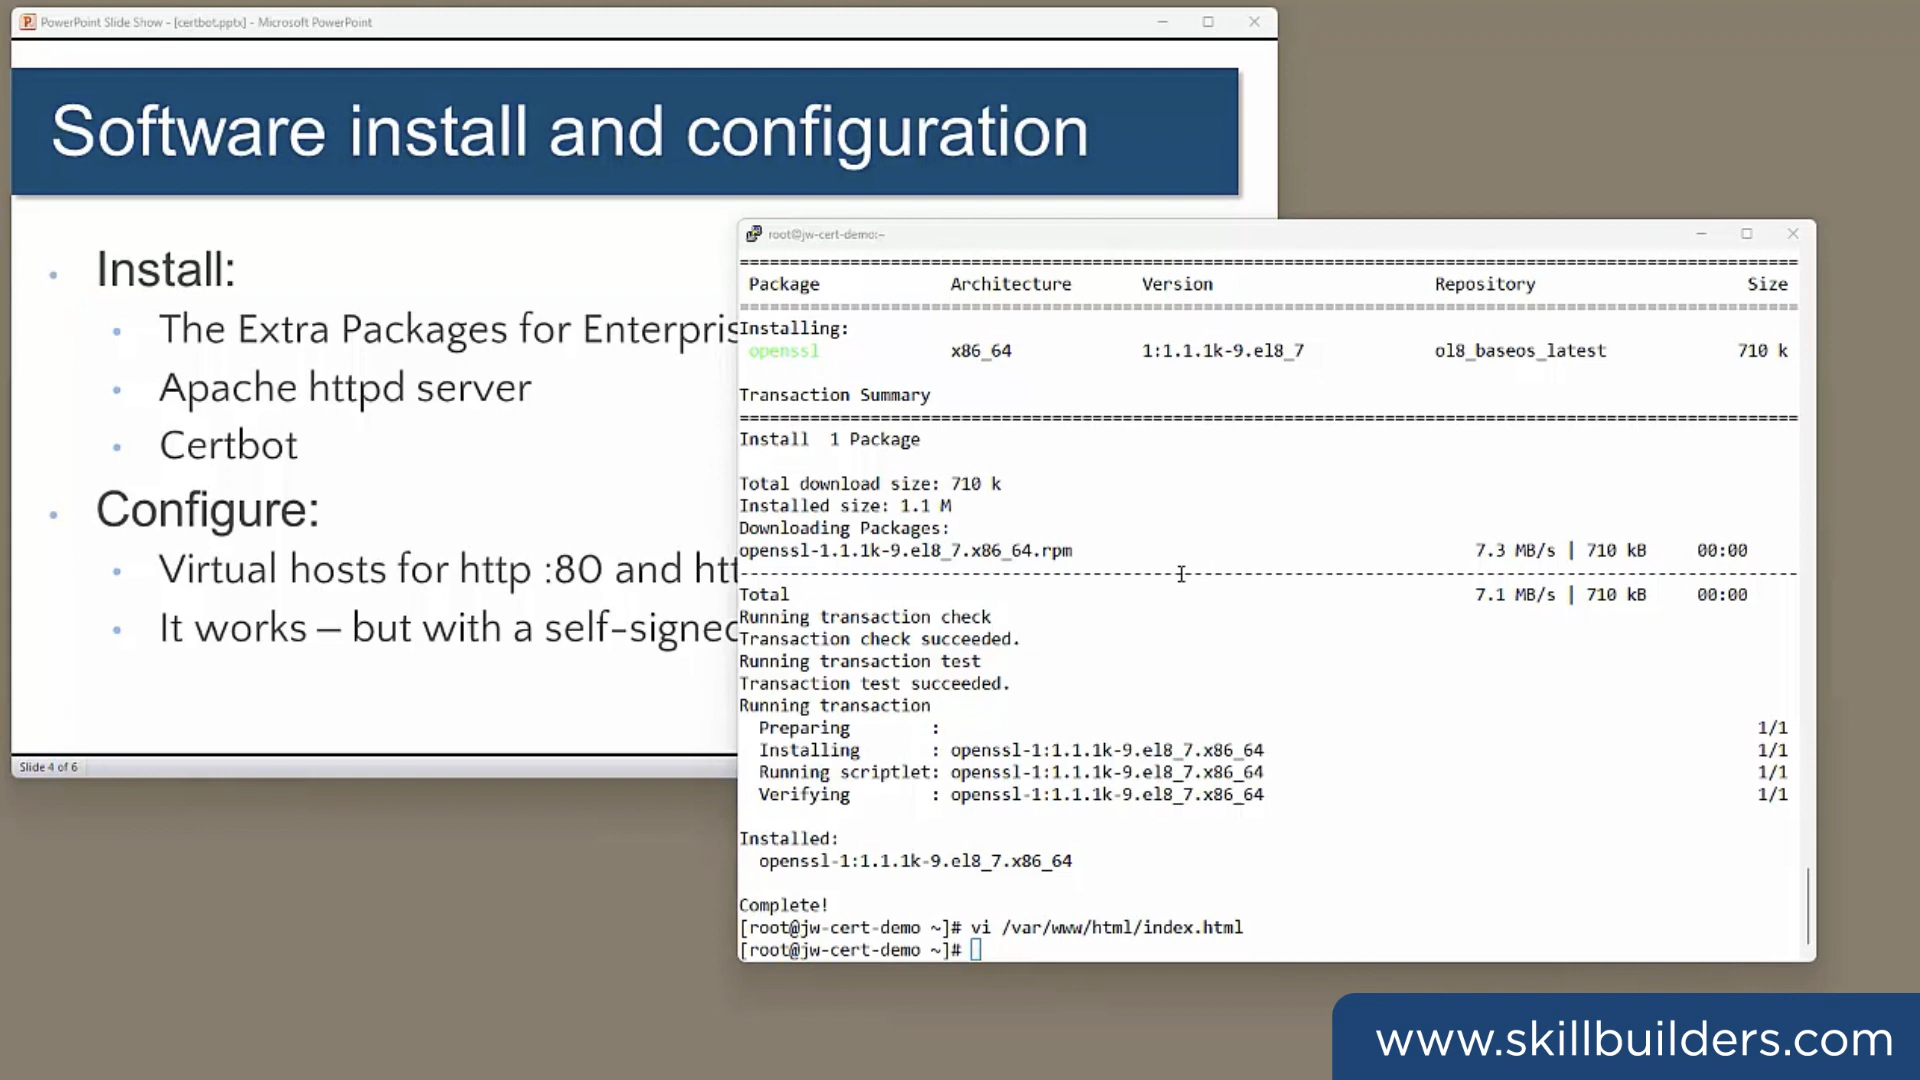 PowerPoint Slide Show - [certbot.pptx] - Microsoft PowerPoint
Software install and configuration
Install:
The Extra Packages for Enterpris
Apache httpd server
Certbot
Configure:
Virtual hosts for http :80 and htt
It works – but with a self-signed
Slide 4 of 6
root@jw-cert-demo:~
Package Architecture Version Repository Size
Installing:
openssl x86_64 1:1.1.1k-9.el8_7 ol8_baseos_latest 710 k
Transaction Summary
Install 1 Package
Total download size: 710 k
Installed size: 1.1 M
Downloading Packages:
openssl-1.1.1k-9.el8_7.x86_64.rpm 7.3 MB/s | 710 kB 00:00
Total 7.1 MB/s | 710 kB 00:00
Running transaction check
Transaction check succeeded.
Running transaction test
Transaction test succeeded.
Running transaction
Preparing : 1/1
Installing : openssl-1:1.1.1k-9.el8_7.x86_64 1/1
Running scriptlet: openssl-1:1.1.1k-9.el8_7.x86_64 1/1
Verifying : openssl-1:1.1.1k-9.el8_7.x86_64 1/1
Installed:
openssl-1:1.1.1k-9.el8_7.x86_64
Complete!
[root@jw-cert-demo ~]# vi /var/www/html/index.html
[root@jw-cert-demo ~]#
www.skillbuilders.com